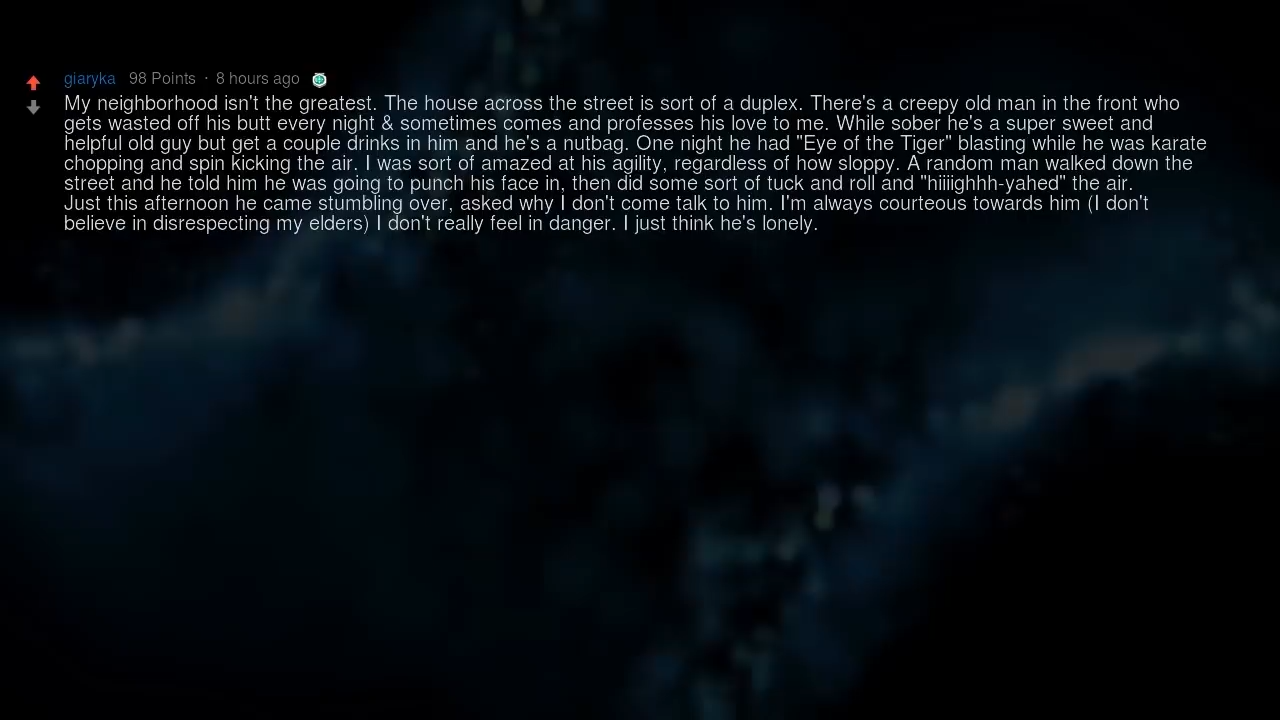 giaryka 98 Points · 8 hours ago
My neighborhood isn't the greatest. The house across the street is sort of a duplex. There's a creepy old man in the front who
gets wasted off his butt every night & sometimes comes and professes his love to me. While sober he's a super sweet and
helpful old guy but get a couple drinks in him and he's a nutbag. One night he had "Eye of the Tiger" blasting while he was karate
chopping and spin kicking the air. I was sort of amazed at his agility, regardless of how sloppy. A random man walked down the
street and he told him he was going to punch his face in, then did some sort of tuck and roll and "hiiiighhh-yahed" the air.
Just this afternoon he came stumbling over, asked why I don't come talk to him. I'm always courteous towards him (I don't
believe in disrespecting my elders) I don't really feel in danger. I just think he's lonely.